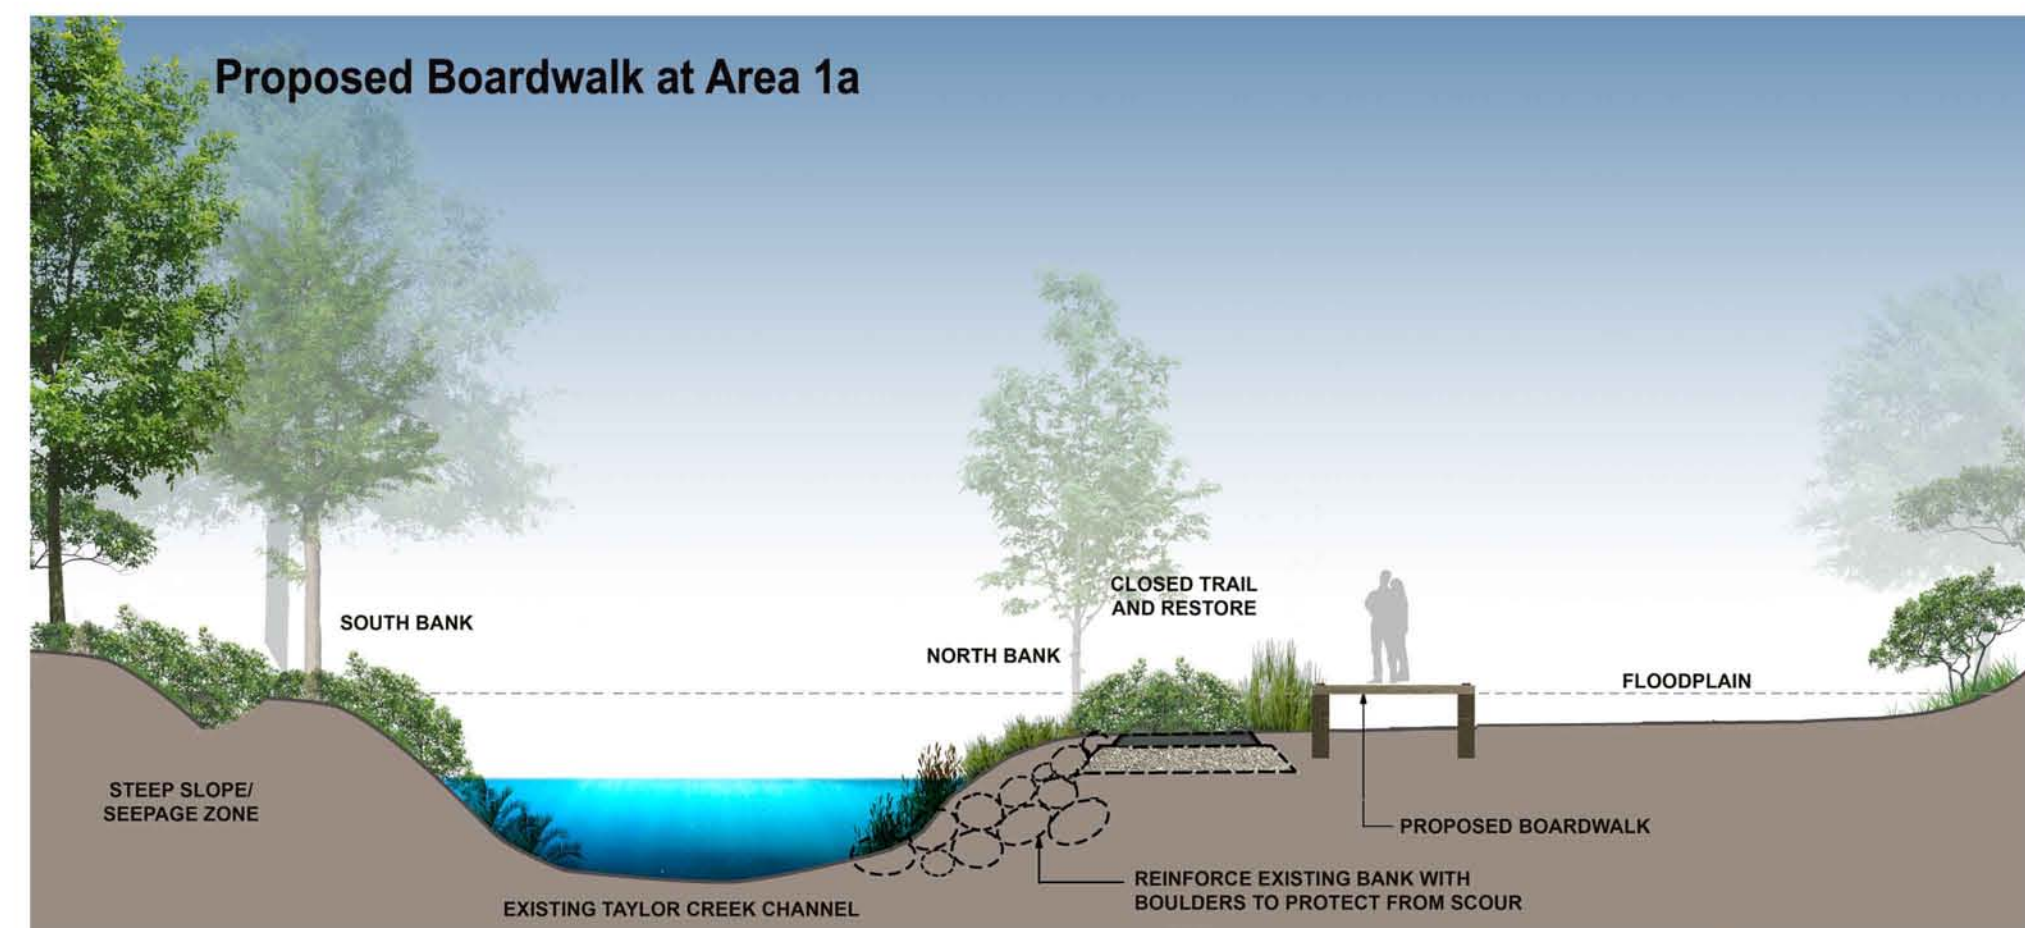 Proposed Boardwalk at Area 1a
CLOSED TRAIL
AND RESTORE
SOUTH BANK
NORTH BANK
FLOODPLAIN
STEEP SLOPE/
SEEPAGE ZONE
PROPOSED BOARDWALK
REINFORCE EXISTING BANK WITH
BOULDERS TO PROTECT FROM SCOUR
EXISTING TAYLOR CREEK CHANNEL